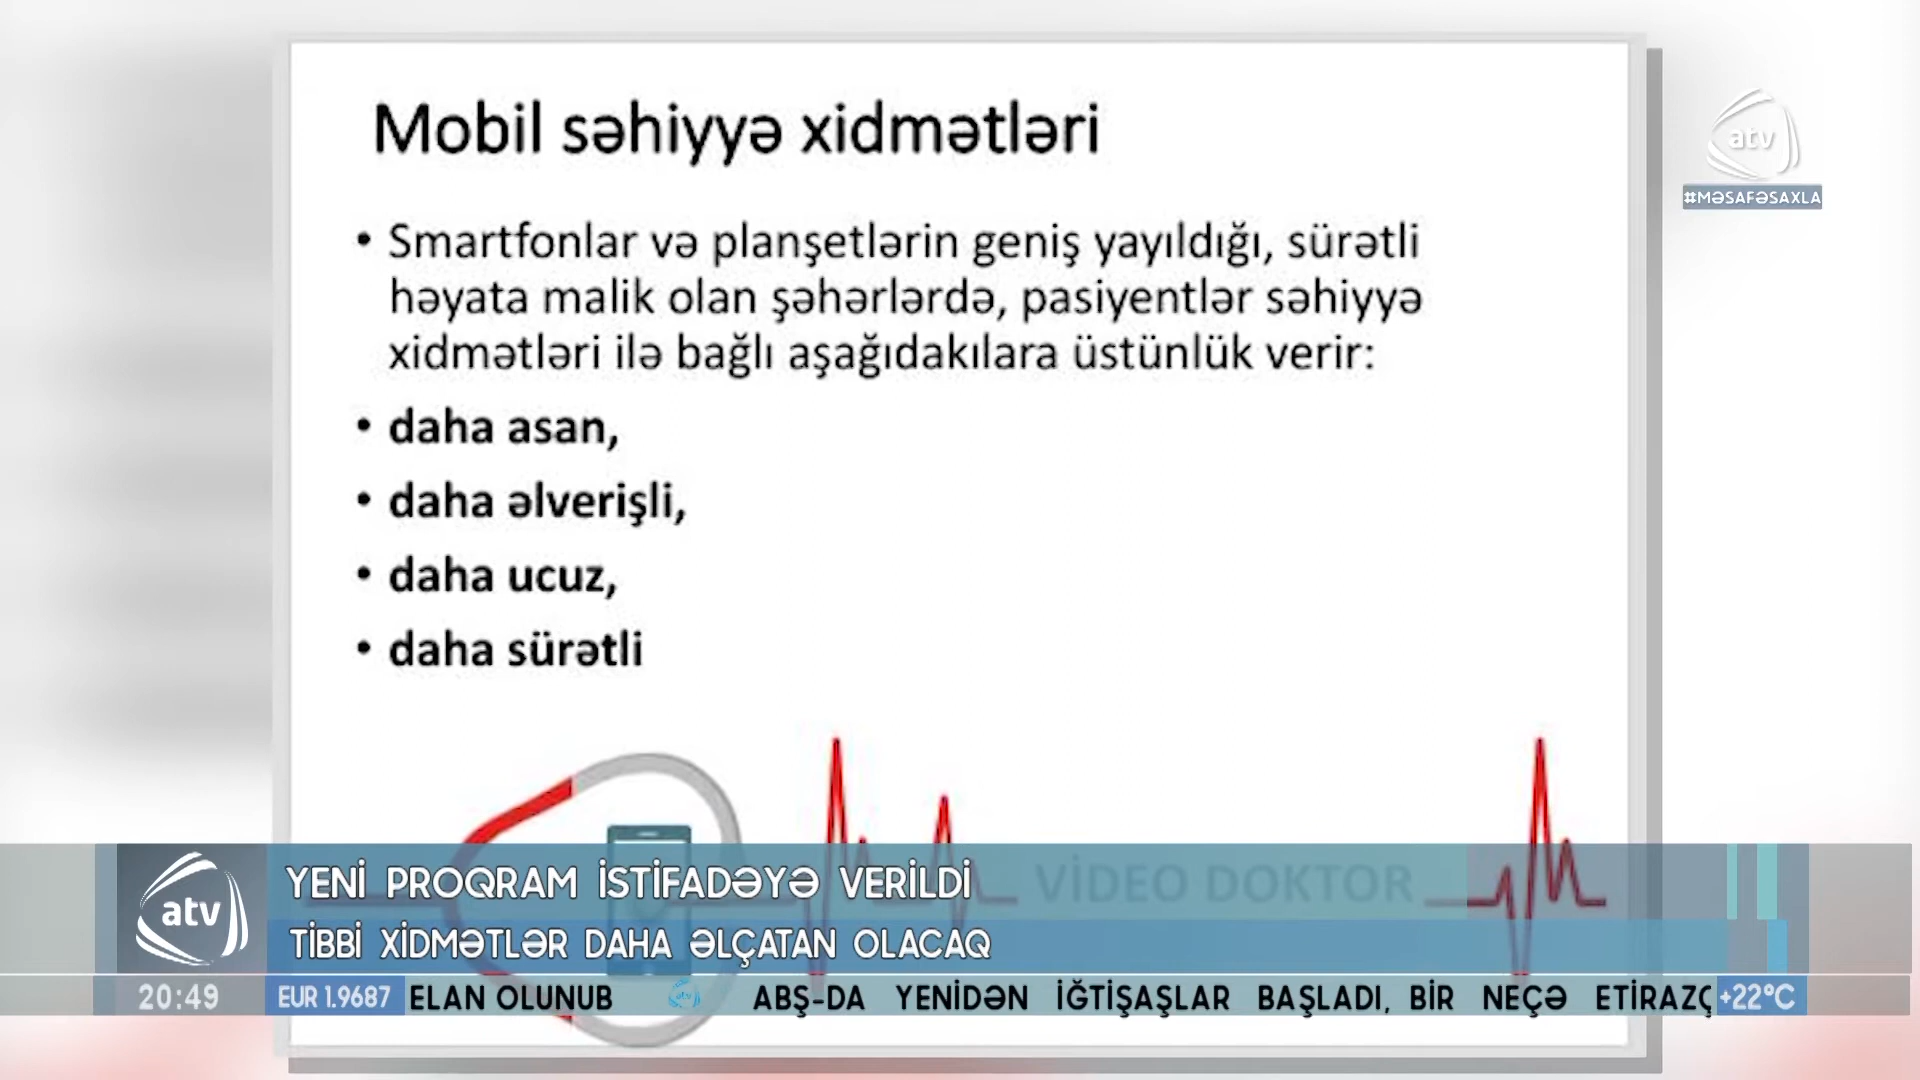 Mobil səhiyyə xidmətləri
atv
#MƏSAFƏSAXLA
• Smartfonlar və planşetlərin geniş yayıldığı, sürətli
həyata malik olan şəhərlərdə, pasiyentlər səhiyyə
xidmətləri ilə bağlı aşağıdakılara üstünlük verir:
• daha asan,
• daha əlverişli,
• daha ucuz,
• daha sürətli
VİDEO DOKTOR
atv
YENİ PROQRAM İSTİFADƏYƏ VERİLDİ
TİBBİ XİDMƏTLƏR DAHA ƏLÇATAN OLACAQ
20:49 EUR 1.9687 ELAN OLUNUB atv ABŞ-DA YENİDƏN İĞTİŞAŞLAR BAŞLADI, BİR NEÇƏ ETİRAZÇ +22°C